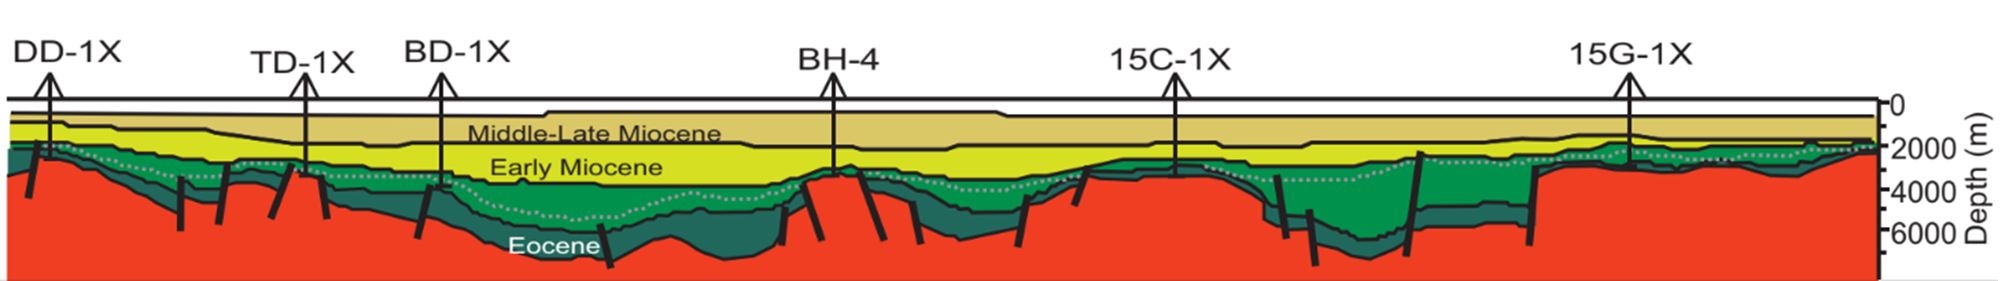 DD-1X
TD-1X
BD-1X
BH-4
15C-1X
15G-1X
Middle-Late Miocene
Early Miocene
Eocene
0
2000
4000
6000
Depth (m)